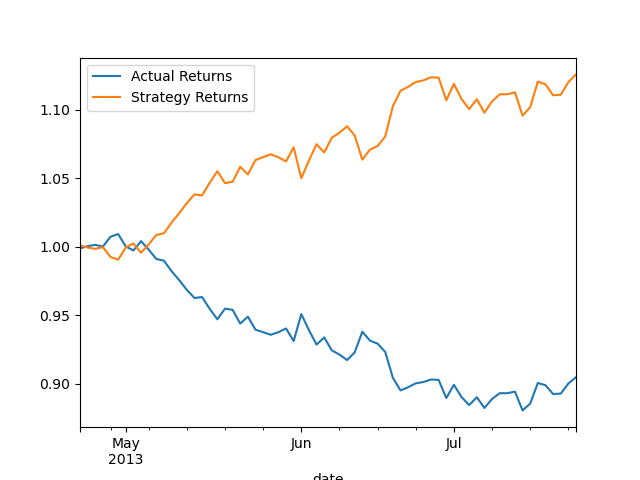 Actual Returns
Strategy Returns
1.10
1.05
1.00
0.95
0.90
May
2013
Jun
Jul
date